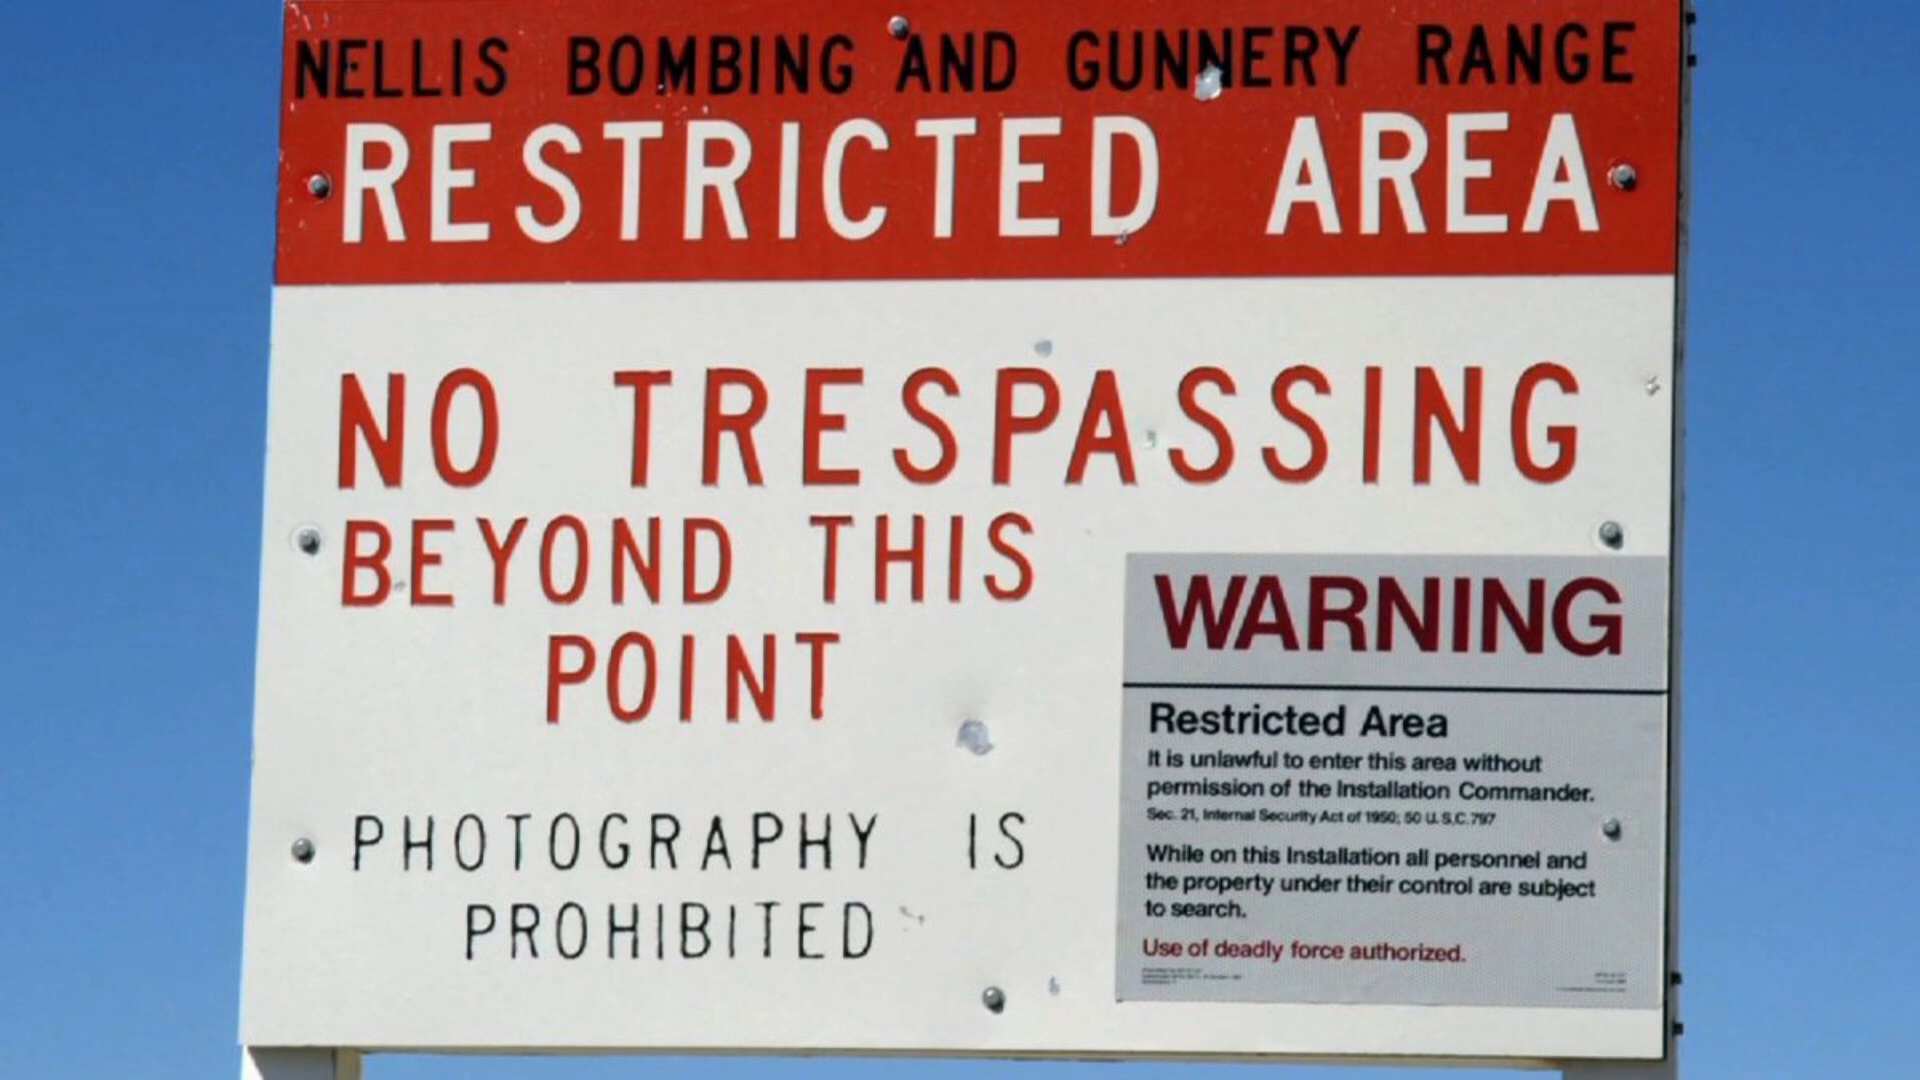 NELLIS BOMBING AND GUNNERY RANGE
RESTRICTED AREA
NO TRESPASSING
BEYOND THIS
POINT
PHOTOGRAPHY IS
PROHIBITED
WARNING
Restricted Area
It is unlawful to enter this area without
permission of the Installation Commander.
Sec. 21, Internal Security Act of 1950; 50 U.S.C. 797
While on this Installation all personnel and
the property under their control are subject
to search.
Use of deadly force authorized.